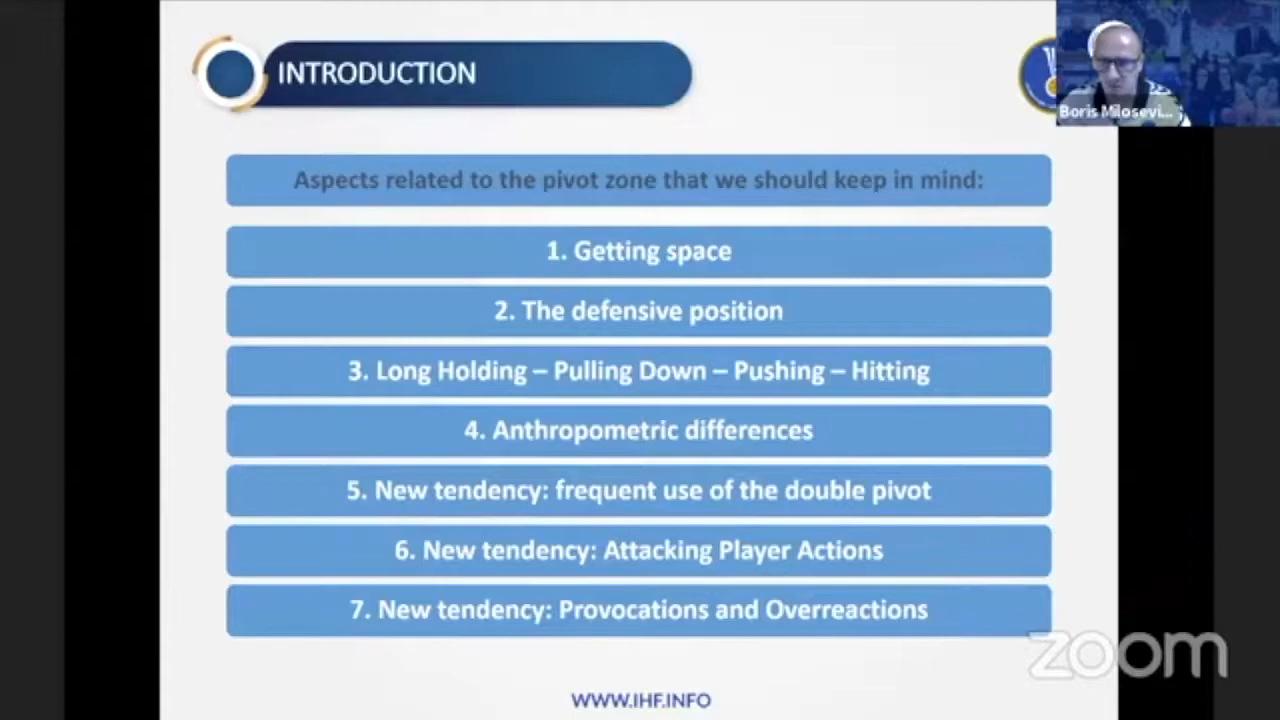 INTRODUCTION
Boris Milosevi...
Aspects related to the pivot zone that we should keep in mind:
1. Getting space
2. The defensive position
3. Long Holding – Pulling Down – Pushing – Hitting
4. Anthropometric differences
5. New tendency: frequent use of the double pivot
6. New tendency: Attacking Player Actions
7. New tendency: Provocations and Overreactions
zoom
WWW.IHF.INFO